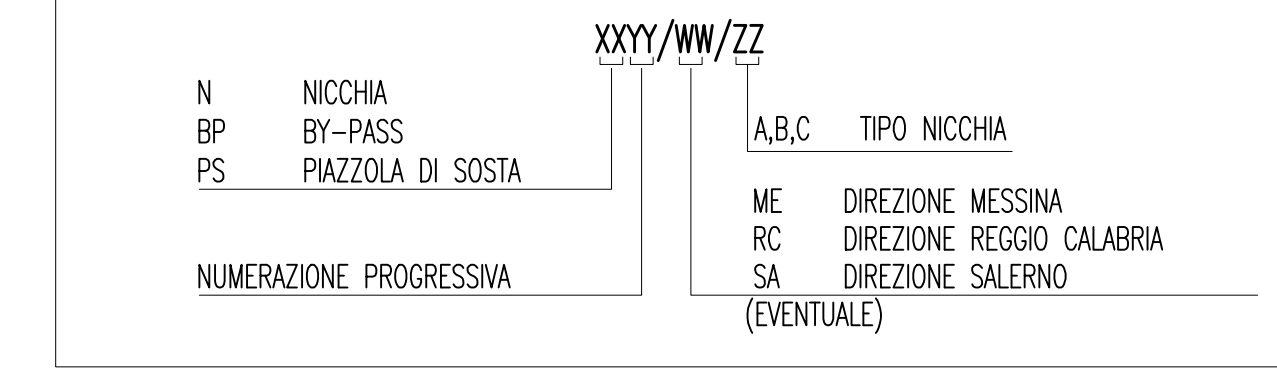 XXYY/WW/ZZ
N NICCHIA
BP BY-PASS
PS PIAZZOLA DI SOSTA
A,B,C TIPO NICCHIA
NUMERAZIONE PROGRESSIVA
ME DIREZIONE MESSINA
RC DIREZIONE REGGIO CALABRIA
SA DIREZIONE SALERNO
(EVENTUALE)